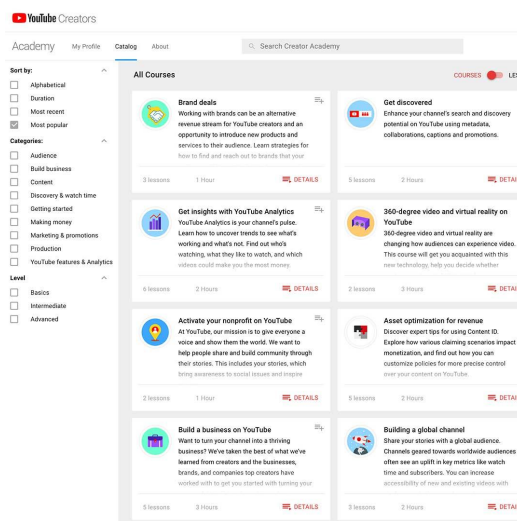 YouTube Creators
Academy
My Profile
Catalog
About
Search Creator Academy
Sort by:
Alphabetical
Duration
Most recent
Most popular
Categories:
Audience
Build business
Content
Discovery & watch time
Getting started
Making money
Marketing & promotions
Production
YouTube features & Analytics
Level
Basics
Intermediate
Advanced
All Courses
COURSES
Brand deals
Working with brands can be an alternative
revenue stream for YouTube creators and an
opportunity to introduce new products and
services to their audience. Learn strategies for
how to find and reach out to brands that your
3 lessons
1 Hour
DETAILS
Get discovered
Enhance your channel's search and discovery
potential on YouTube using metadata,
collaborations, captions and promotions.
5 lessons
2 Hours
DETAI
Get insights with YouTube Analytics
YouTube Analytics is your channel's pulse.
Learn how to uncover trends to see what's
working and what's not. Find out who's
watching, what they like to watch, and which
videos could make you the most money.
6 lessons
2 Hours
DETAILS
360-degree video and virtual reality on
YouTube
360-degree video and virtual reality are
changing how audiences can experience video.
This course will get you acquainted with this
new technology, help you decide whether
2 lessons
3 Hours
DETAI
Activate your nonprofit on YouTube
At YouTube, our mission is to give everyone a
voice and show them the world. We want to
help people share and build community through
their stories. This includes your stories, which
bring awareness to social issues and inspire
2 lessons
1 Hour
DETAILS
Asset optimization for revenue
Discover expert tips for using Content ID.
Explore how various claiming scenarios impact
monetization, and find out how you can
customize policies for more precise control
over your content on YouTube.
5 lessons
2 Hours
DETAI
Build a business on YouTube
Want to turn your channel into a thriving
business? We've taken the best of what we've
learned from creators and the businesses,
brands, and companies top creators have
worked with to get you started with turning your
5 lessons
3 Hours
DETAILS
Building a global channel
Share your stories with a global audience.
Channels geared towards worldwide audiences
often see an uplift in key metrics like watch
time and subscribers. You can increase
accessibility of new and existing videos with
3 lessons
2 Hours
DETAI